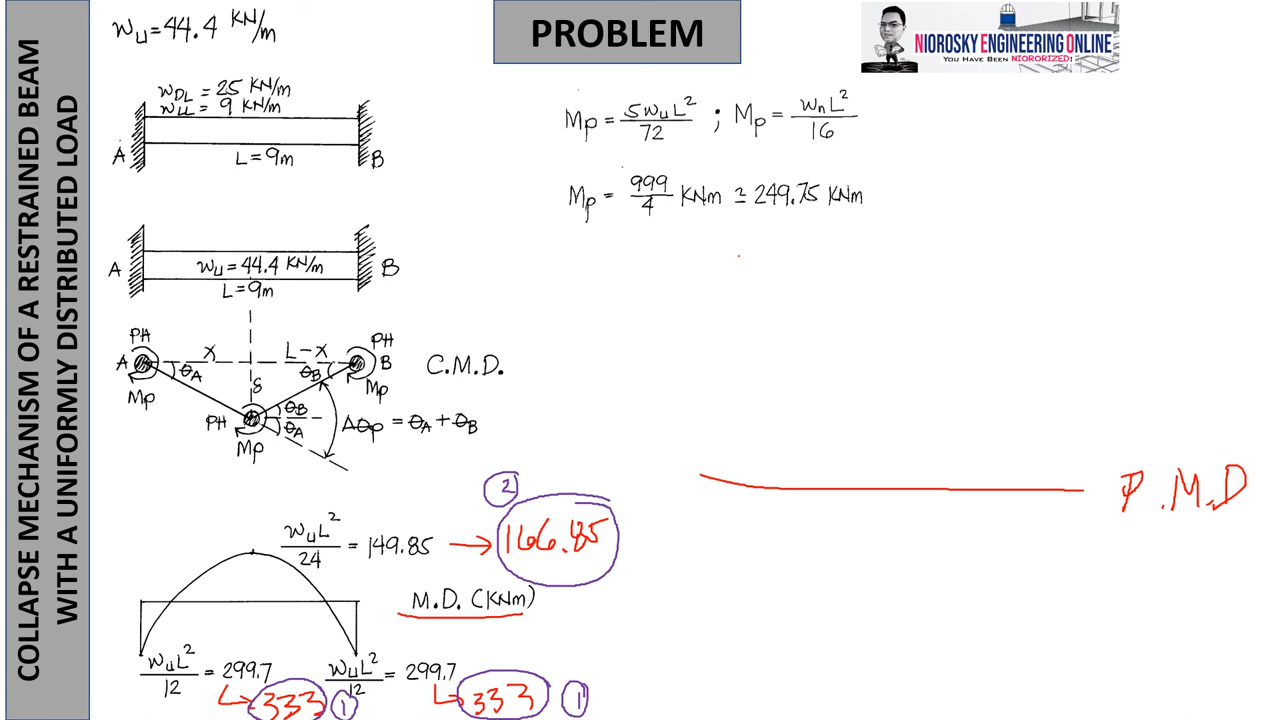 COLLAPSE MECHANISM OF A RESTRAINED BEAM
WITH A UNIFORMLY DISTRIBUTED LOAD
PROBLEM
NIOROSKY ENGINEERING ONLINE
YOU HAVE BEEN NIORORIZED!
wu = 44.4 KN/m
wDL = 25 KN/m
wLL = 9 KN/m
A
L = 9m
B
A
wu = 44.4 KN/m
B
L = 9m
PH
PH
A
x
L - x
B
θA
θB
C.M.D.
Mp
δ
Mp
PH
θB
θA
Δθp = θA + θB
Mp
2
wuL²/24 = 149.85 → 166.85
M.D. (KNm)
wuL²/12 = 299.7
wuL²/12 = 299.7
333
1
333
1
Mp = 5wuL²/72 ; Mp = wnL²/16
Mp = 999/4 KNm ≃ 249.75 KNm
P.M.D